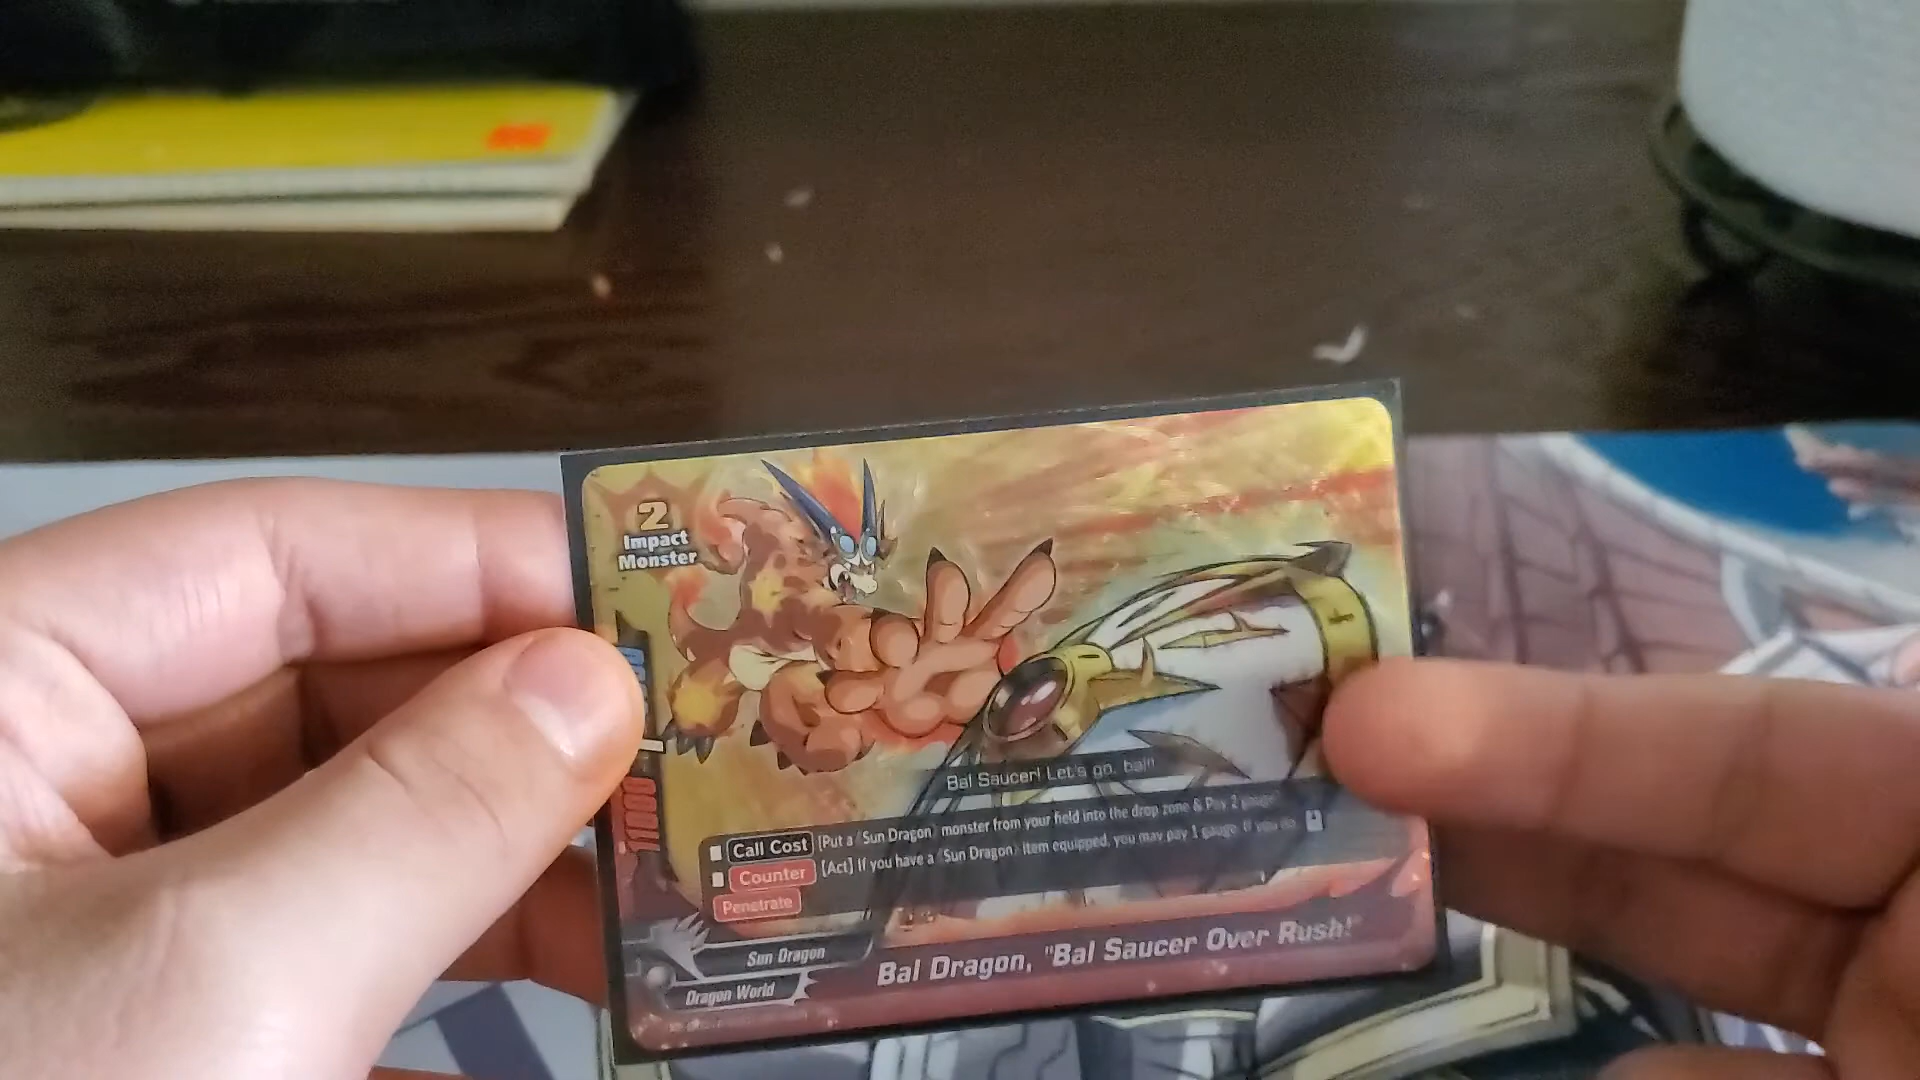 2
Impact
Monster
Bal Saucer! Let's go, bal!!
Call Cost [Put a 《Sun Dragon》 monster from your field into the drop zone & Pay 2 gauge]
Counter [Act] If you have a 《Sun Dragon》 item equipped, you may pay 1 gauge. If you do,
Penetrate
Sun Dragon
Bal Dragon, "Bal Saucer Over Rush!"
Dragon World